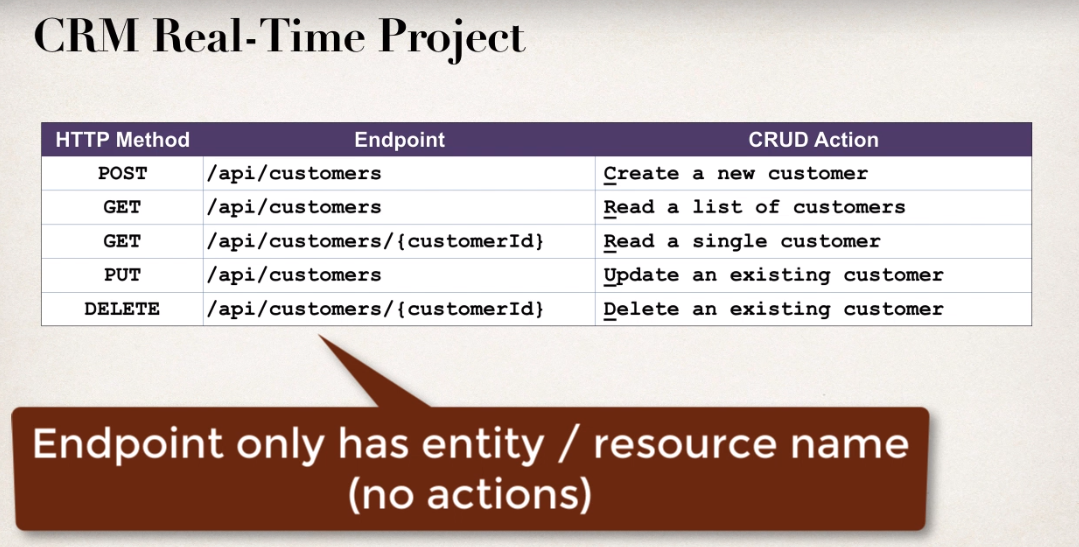 CRM Real-Time Project
HTTP Method Endpoint CRUD Action
POST /api/customers Create a new customer
GET /api/customers Read a list of customers
GET /api/customers/{customerId} Read a single customer
PUT /api/customers Update an existing customer
DELETE /api/customers/{customerId} Delete an existing customer
Endpoint only has entity / resource name
(no actions)